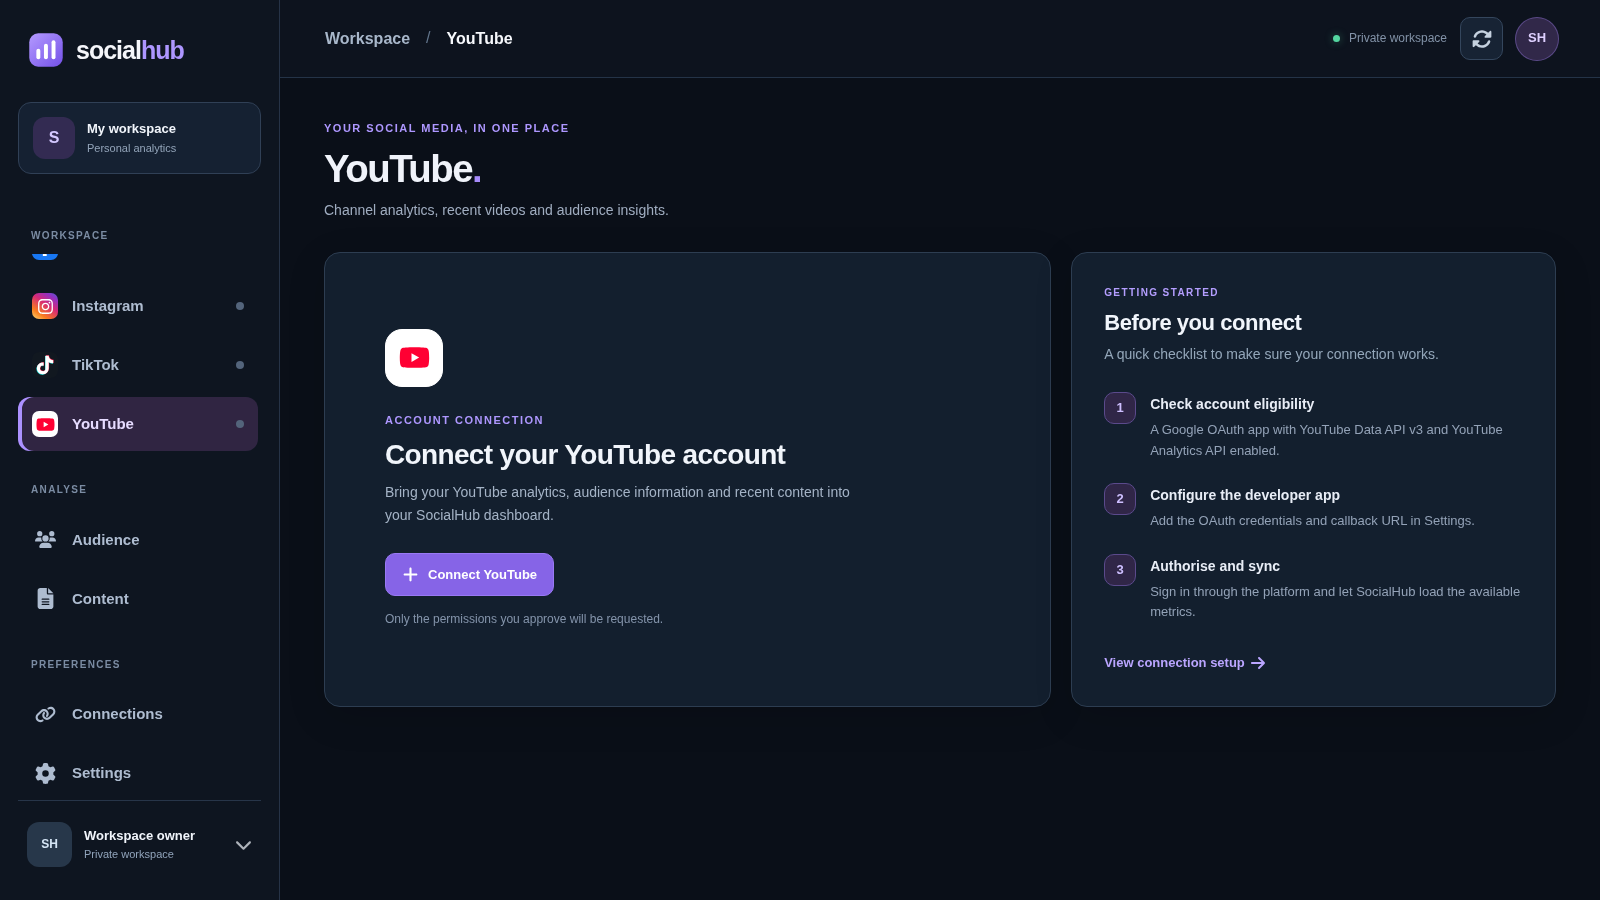 socialhub
S
My workspace
Personal analytics
WORKSPACE
Instagram
TikTok
YouTube
ANALYSE
Audience
Content
PREFERENCES
Connections
Settings
SH
Workspace owner
Private workspace
Workspace / YouTube
Private workspace
SH
YOUR SOCIAL MEDIA, IN ONE PLACE
YouTube.
Channel analytics, recent videos and audience insights.
ACCOUNT CONNECTION
Connect your YouTube account
Bring your YouTube analytics, audience information and recent content into
your SocialHub dashboard.
Connect YouTube
Only the permissions you approve will be requested.
GETTING STARTED
Before you connect
A quick checklist to make sure your connection works.
1
Check account eligibility
A Google OAuth app with YouTube Data API v3 and YouTube
Analytics API enabled.
2
Configure the developer app
Add the OAuth credentials and callback URL in Settings.
3
Authorise and sync
Sign in through the platform and let SocialHub load the available
metrics.
View connection setup